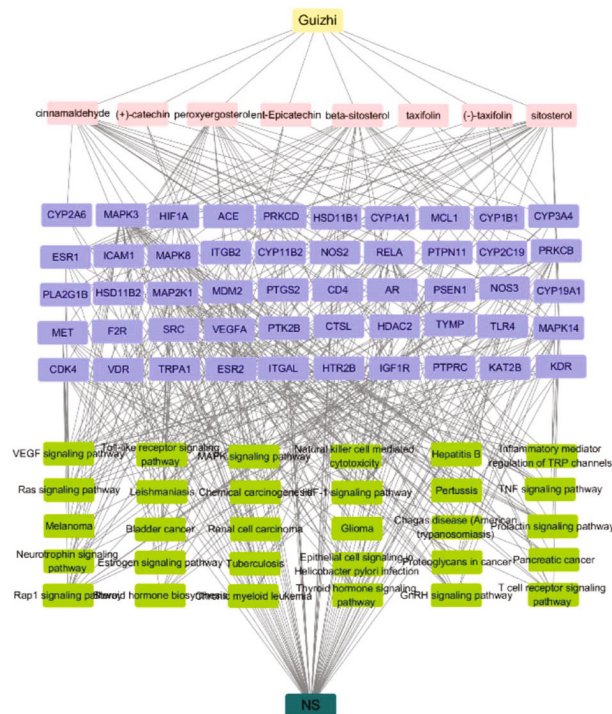 Guizhi
cinnamaldehyde (+)-catechin peroxyergosterol ent-Epicatechin beta-sitosterol taxifolin (-)-taxifolin sitosterol
CYP2A6 MAPK3 HIF1A ACE PRKCD HSD11B1 CYP1A1 MCL1 CYP1B1 CYP3A4
ESR1 ICAM1 MAPK8 ITGB2 CYP11B2 NOS2 RELA PTPN11 CYP2C19 PRKCB
PLA2G1B HSD11B2 MAP2K1 MDM2 PTGS2 CD4 AR PSEN1 NOS3 CYP19A1
MET F2R SRC VEGFA PTK2B CTSL HDAC2 TYMP TLR4 MAPK14
CDK4 VDR TRPA1 ESR2 ITGAL HTR2B IGF1R PTPRC KAT2B KDR
VEGF signaling pathway
Toll-like receptor signaling
pathway
MAPK signaling pathway
Natural killer cell mediated
cytotoxicity
Hepatitis B
Inflammatory mediator
regulation of TRP channels
Ras signaling pathway
Leishmaniasis
Chemical carcinogenesis
HIF-1 signaling pathway
Pertussis
TNF signaling pathway
Melanoma
Bladder cancer
Renal cell carcinoma
Glioma
Chagas disease (American
trypanosomiasis)
Prolactin signaling pathway
Neurotrophin signaling
pathway
Estrogen signaling pathway
Tuberculosis
Epithelial cell signaling in
Helicobacter pylori infection
Proteoglycans in cancer
Pancreatic cancer
Rap1 signaling pathway
Steroid hormone biosynthesis
Chronic myeloid leukemia
Thyroid hormone signaling
pathway
GnRH signaling pathway
T cell receptor signaling
pathway
NS